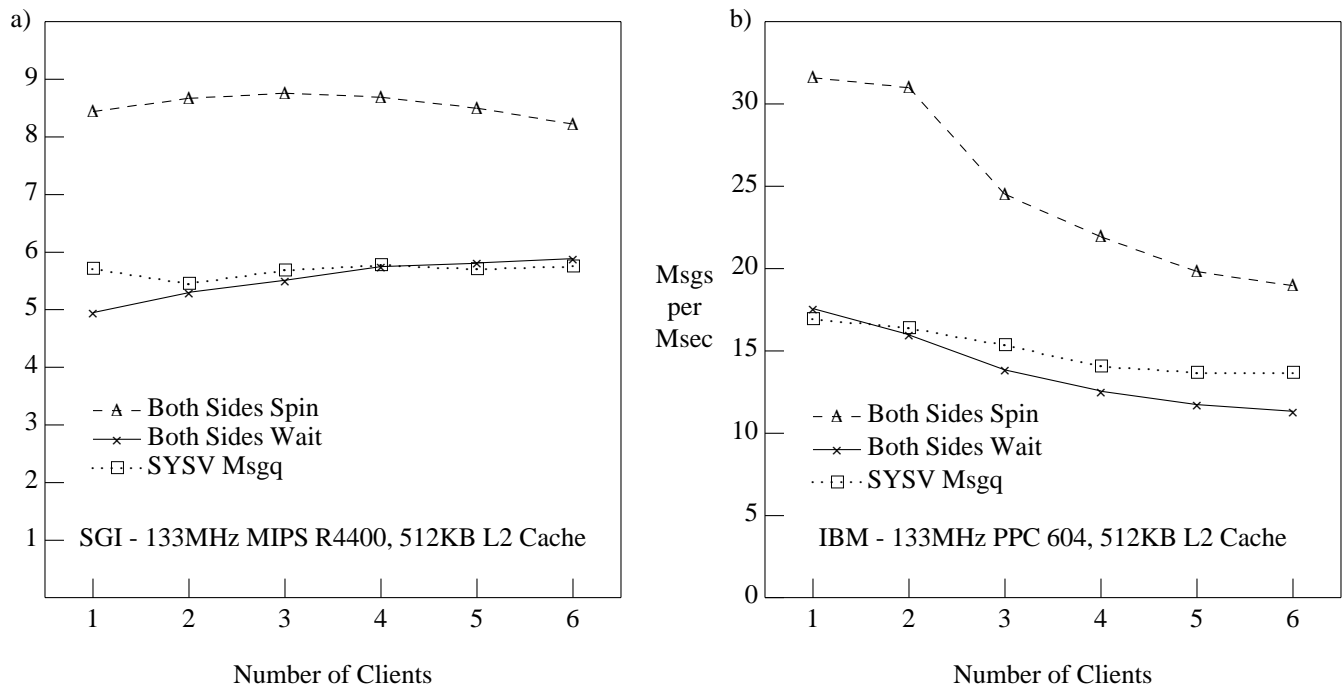 a)
9
8
7
6
5
4
3
2
1
Both Sides Spin
Both Sides Wait
SYSV Msgq
SGI - 133MHz MIPS R4400, 512KB L2 Cache
1 2 3 4 5 6
Number of Clients
b)
Msgs
per
Msec
30
25
20
15
10
5
0
Both Sides Spin
Both Sides Wait
SYSV Msgq
IBM - 133MHz PPC 604, 512KB L2 Cache
1 2 3 4 5 6
Number of Clients